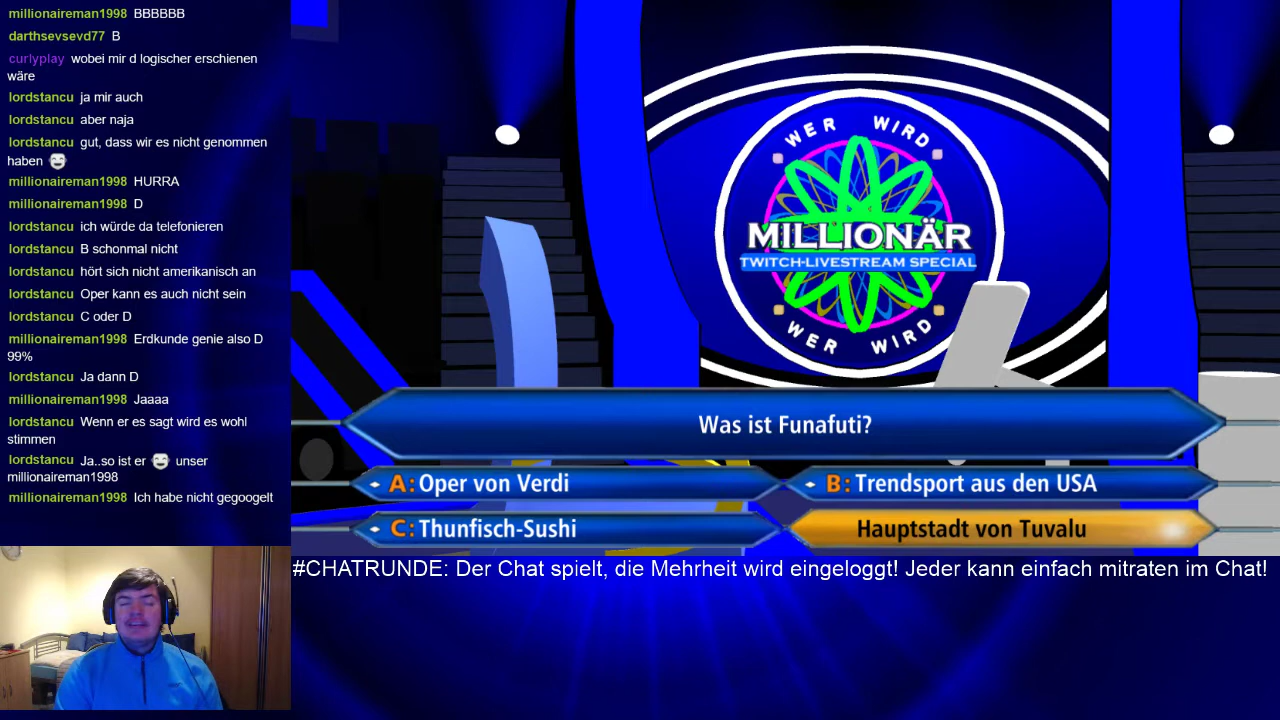 millionaireman1998 BBBBBB
darthsevsevd77 B
curlyplay wobei mir d logischer erschienen
wäre
lordstancu ja mir auch
lordstancu aber naja
lordstancu gut, dass wir es nicht genommen
haben
millionaireman1998 HURRA
millionaireman1998 D
lordstancu ich würde da telefonieren
lordstancu B schonmal nicht
lordstancu hört sich nicht amerikanisch an
lordstancu Oper kann es auch nicht sein
lordstancu C oder D
millionaireman1998 Erdkunde genie also D
99%
lordstancu Ja dann D
millionaireman1998 Jaaaa
lordstancu Wenn er es sagt wird es wohl
stimmen
lordstancu Ja..so ist er unser
millionaireman1998
millionaireman1998 Ich habe nicht gegoogelt
WER WIRD
MILLIONÄR
TWITCH-LIVESTREAM SPECIAL
WER WIRD
Was ist Funafuti?
A: Oper von Verdi
B: Trendsport aus den USA
C: Thunfisch-Sushi
Hauptstadt von Tuvalu
#CHATRUNDE: Der Chat spielt, die Mehrheit wird eingeloggt! Jeder kann einfach mitraten im Chat!